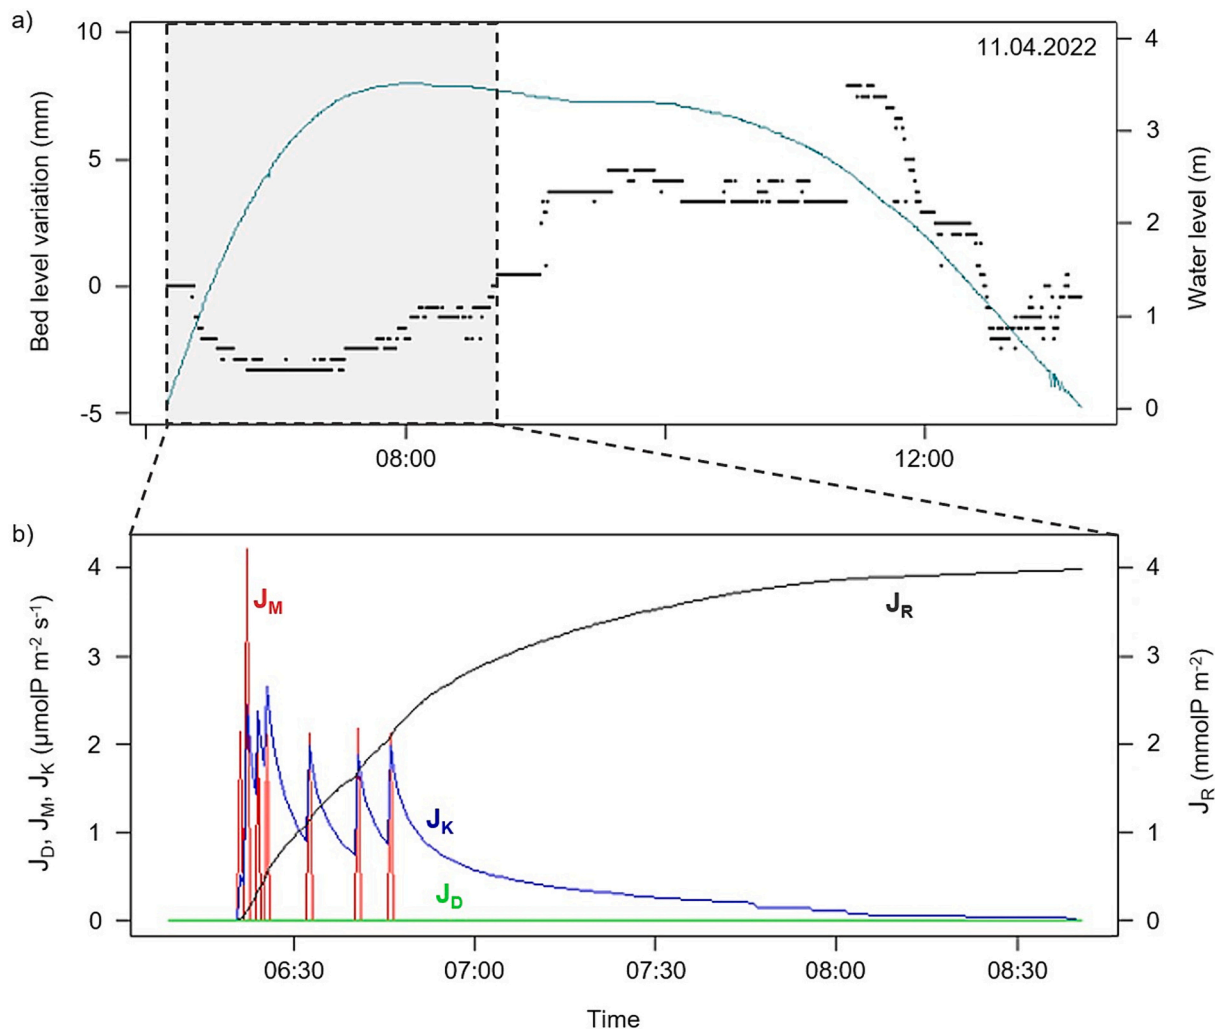 a)
11.04.2022
10
5
0
-5
Bed level variation (mm)
4
3
2
1
0
Water level (m)
08:00
12:00
b)
4
3
2
1
0
J_D, J_M, J_K (µmolP m⁻² s⁻¹)
J_M
J_R
J_K
J_D
4
3
2
1
0
J_R (mmolP m⁻²)
06:30
07:00
07:30
08:00
08:30
Time